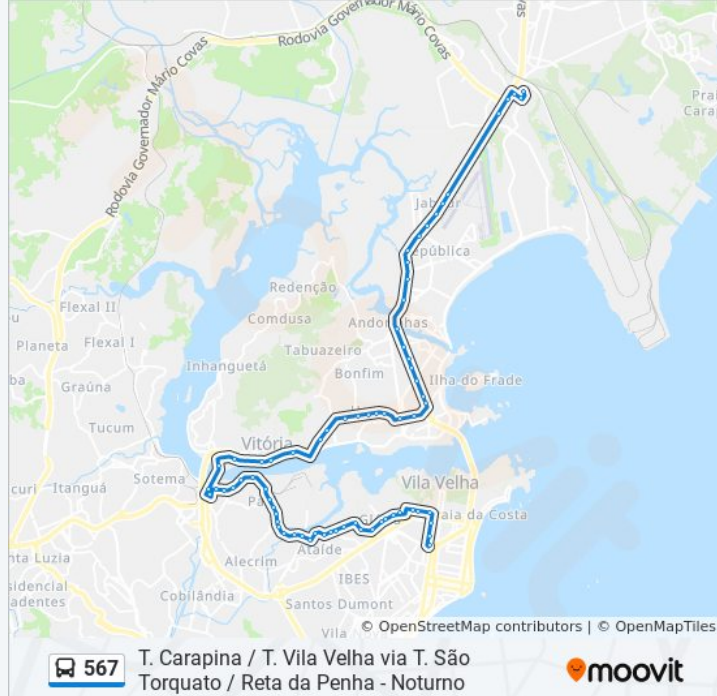 Rodovia Governador Mário Covas
Rodovia Governador Mário Covas
Jabour
República
Redenção
Comdusa
Andorinhas
Flexal II
Flexal I
Planeta
Tabuazeiro
Bonfim
Inhanguetá
Ilha do Frade
Graúna
Tucum
Vitória
Sotema
Itanguá
Vila Velha
Praia da Costa
Ataíde
Alecrim
IBES
Cobilândia
Santos Dumont
Vila
© OpenStreetMap contributors | © OpenMapTiles
567
T. Carapina / T. Vila Velha via T. São
Torquato / Reta da Penha - Noturno
moovit